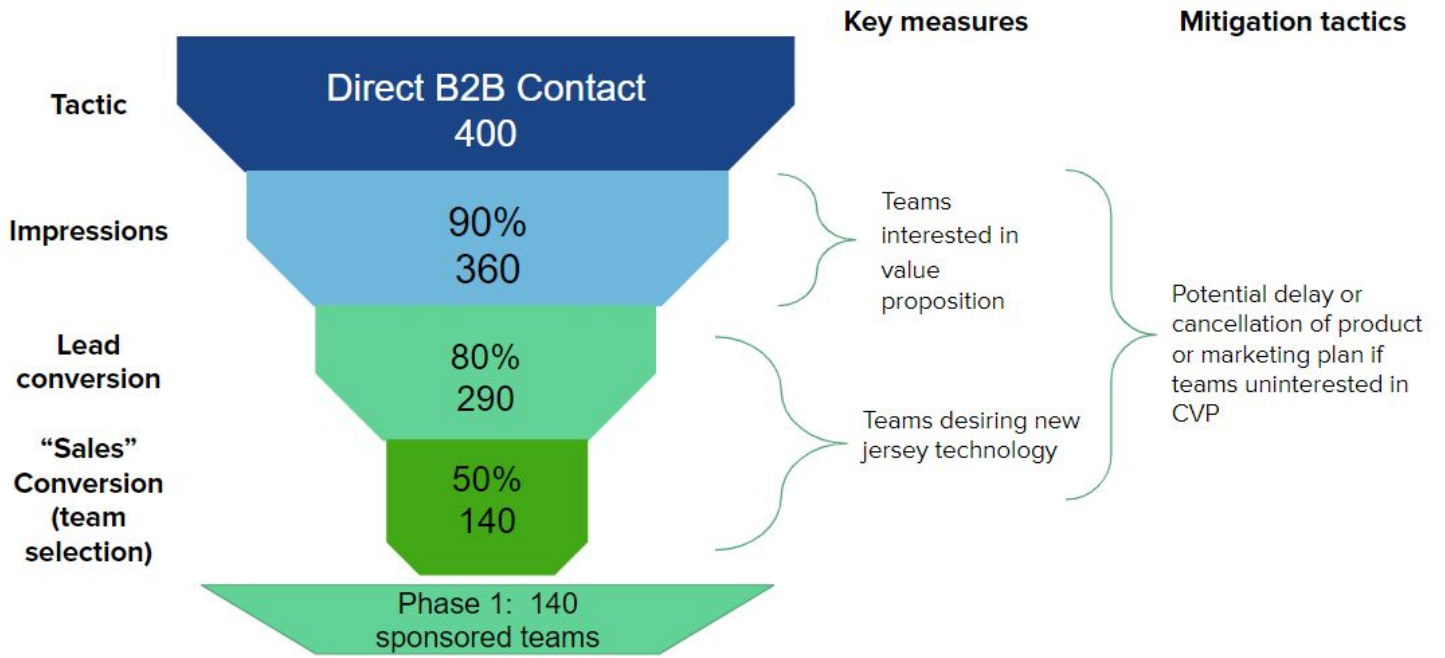 Key measures
Mitigation tactics
Tactic
Direct B2B Contact
400
Impressions
90%
360
Teams
interested in
value
proposition
Lead
conversion
80%
290
Potential delay or
cancellation of product
or marketing plan if
teams uninterested in
CVP
Teams desiring new
jersey technology
“Sales”
Conversion
(team
selection)
50%
140
Phase 1:  140
sponsored teams